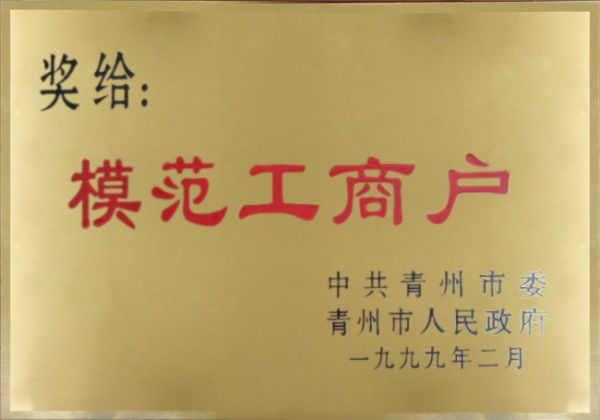 奖给:
模范工商户
中共青州市委
青州市人民政府
一九九九年二月